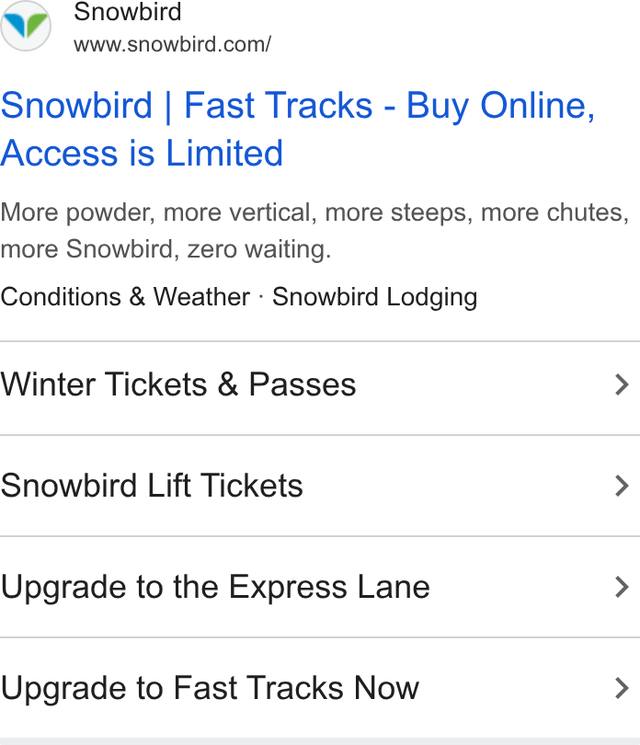 Snowbird
www.snowbird.com/
Snowbird | Fast Tracks - Buy Online,
Access is Limited
More powder, more vertical, more steeps, more chutes,
more Snowbird, zero waiting.
Conditions & Weather · Snowbird Lodging
Winter Tickets & Passes
Snowbird Lift Tickets
Upgrade to the Express Lane
Upgrade to Fast Tracks Now